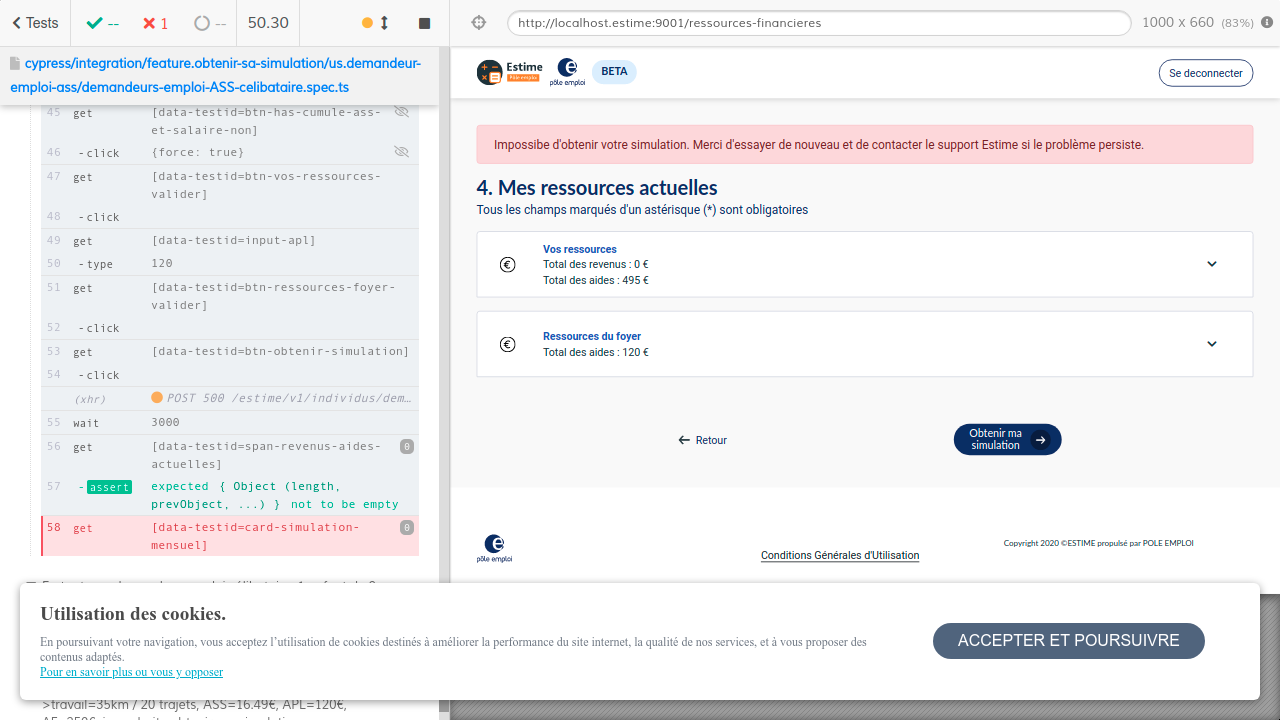 Tests
--
1
--
50.30
http://localhost.estime:9001/ressources-financieres
1000 x 660 (83%)
cypress/integration/feature.obtenir-sa-simulation/us.demandeur-
emploi-ass/demandeurs-emploi-ASS-celibataire.spec.ts
45 get [data-testid=btn-has-cumule-ass-
et-salaire-non]
46 -click {force: true}
47 get [data-testid=btn-vos-ressources-
valider]
48 -click
49 get [data-testid=input-apl]
50 -type 120
51 get [data-testid=btn-ressources-foyer-
valider]
52 -click
53 get [data-testid=btn-obtenir-simulation]
54 -click
(xhr) POST 500 /estime/v1/individus/dem…
55 wait 3000
56 get [data-testid=span-revenus-aides- 0
actuelles]
57 -assert expected { Object (length,
prevObject, ...) } not to be empty
58 get [data-testid=card-simulation- 0
mensuel]
Estime
Pôle emploi
pôle emploi
BETA
Se deconnecter
Impossibe d'obtenir votre simulation. Merci d'essayer de nouveau et de contacter le support Estime si le problème persiste.
4. Mes ressources actuelles
Tous les champs marqués d'un astérisque (*) sont obligatoires
Vos ressources
Total des revenus : 0 €
Total des aides : 495 €
Ressources du foyer
Total des aides : 120 €
Retour
Obtenir ma
simulation
pôle emploi
Conditions Générales d'Utilisation
Copyright 2020 ©ESTIME propulsé par POLE EMPLOI
Utilisation des cookies.
En poursuivant votre navigation, vous acceptez l’utilisation de cookies destinés à améliorer la performance du site internet, la qualité de nos services, et à vous proposer des
contenus adaptés.
Pour en savoir plus ou vous y opposer
ACCEPTER ET POURSUIVRE
>travail=35km / 20 trajets, ASS=16.49€, APL=120€,